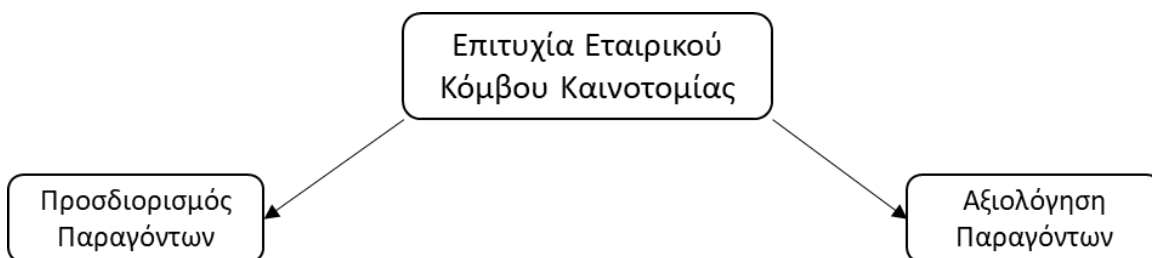 Επιτυχία Εταιρικού
Κόμβου Καινοτομίας
Προσδιορισμός
Παραγόντων
Αξιολόγηση
Παραγόντων